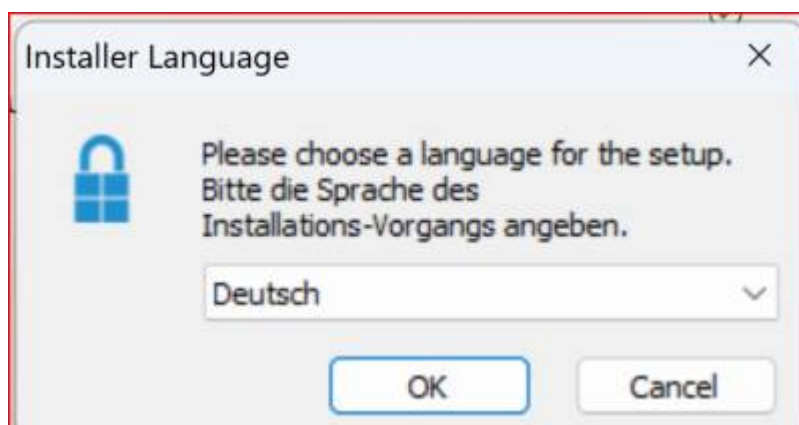 Installer Language
Please choose a language for the setup.
Bitte die Sprache des
Installations-Vorgangs angeben.
Deutsch
OK
Cancel